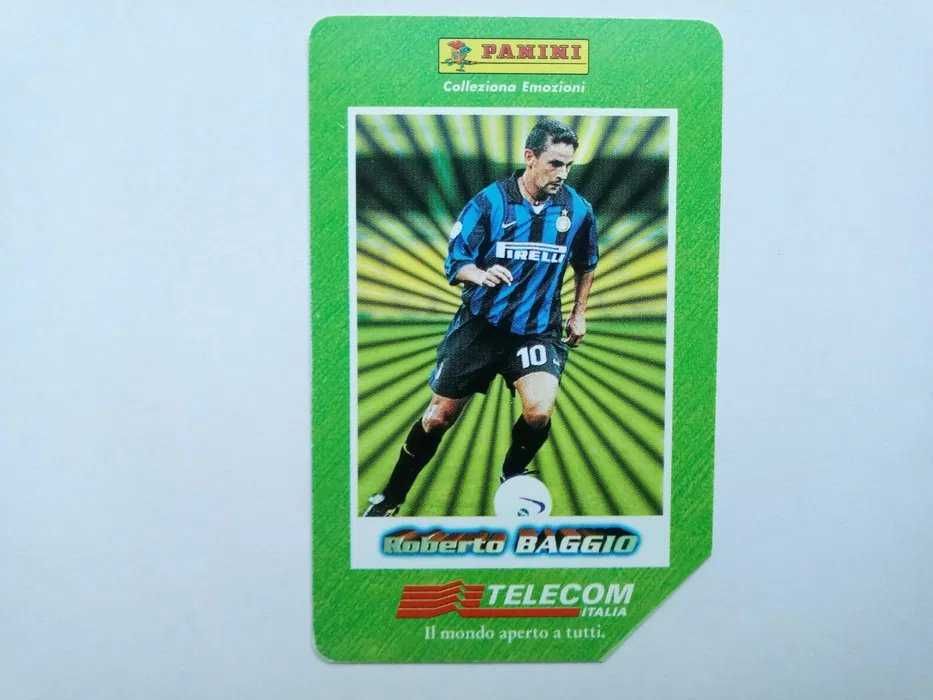 PANINI
Colleziona Emozioni
PIRELLI
10
Roberto BAGGIO
TELECOM
ITALIA
Il mondo aperto a tutti.